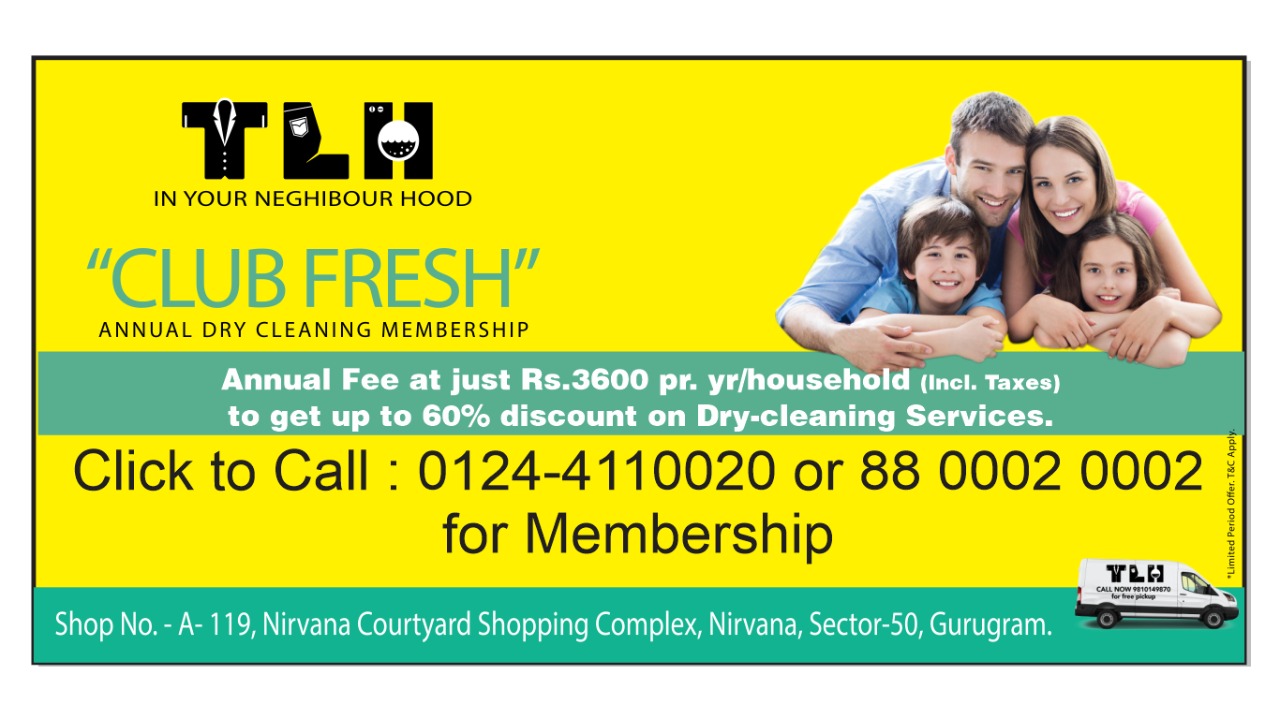 TLH
IN YOUR NEGHIBOUR HOOD
“CLUB FRESH”
ANNUAL DRY CLEANING MEMBERSHIP
Annual Fee at just Rs.3600 pr. yr/household (Incl. Taxes)
to get up to 60% discount on Dry-cleaning Services.
Click to Call : 0124-4110020 or 88 0002 0002
for Membership
*Limited Period Offer. T&C Apply.
TLH
CALL NOW 9810149870
for free pickup
Shop No. - A- 119, Nirvana Courtyard Shopping Complex, Nirvana, Sector-50, Gurugram.